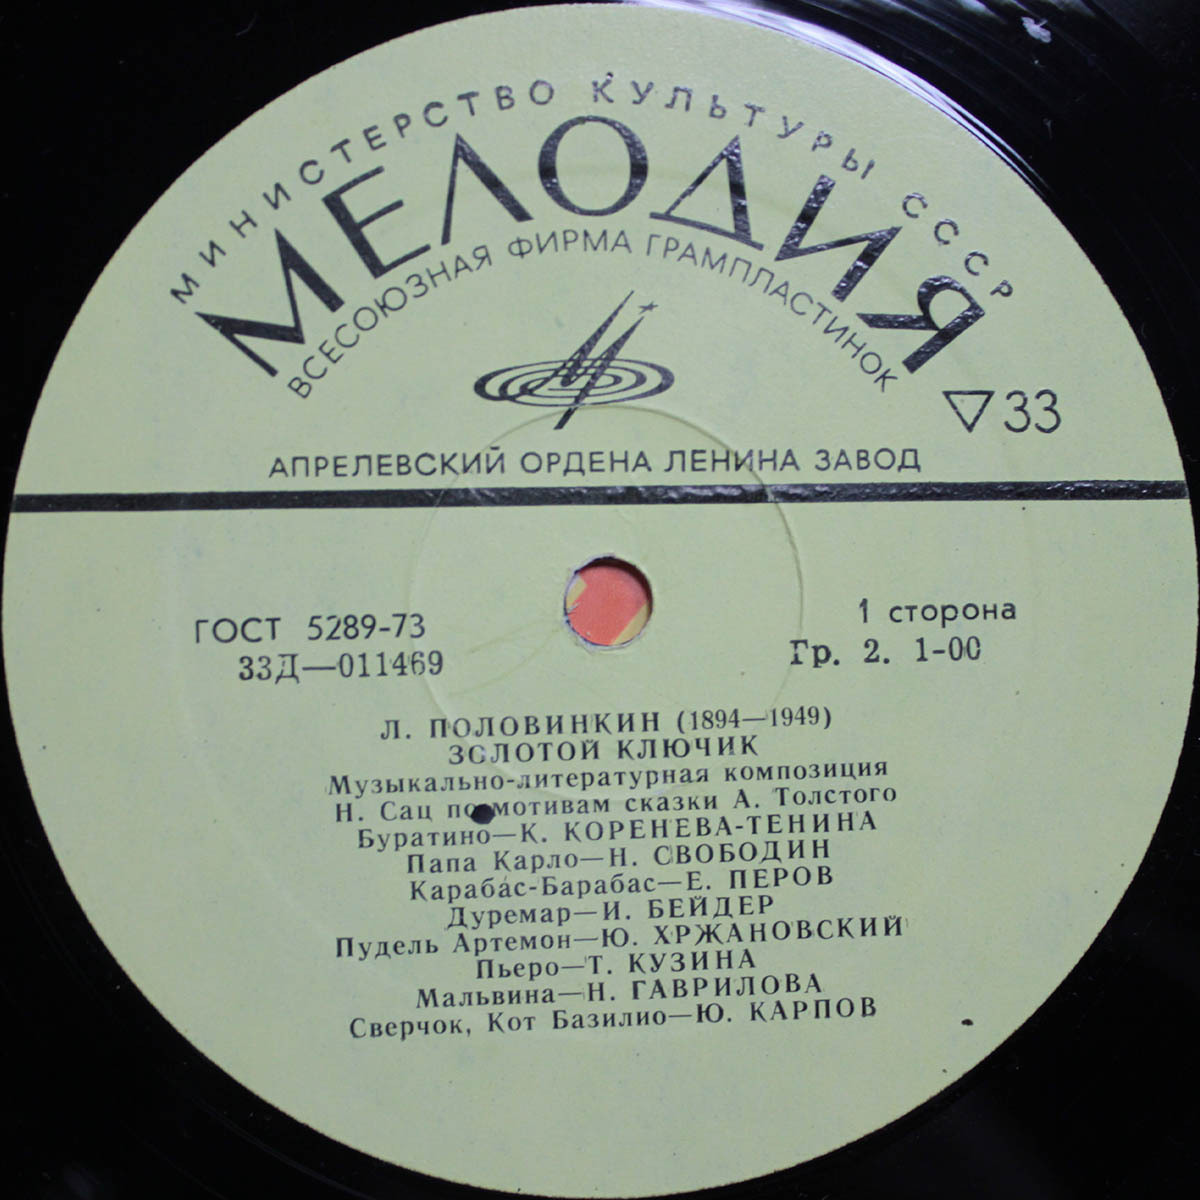 МИНИСТЕРСТВО КУЛЬТУРЫ СССР
МЕЛОДИЯ
ВСЕСОЮЗНАЯ ФИРМА ГРАМПЛАСТИНОК
▽33
АПРЕЛЕВСКИЙ ОРДЕНА ЛЕНИНА ЗАВОД
ГОСТ 5289-73
1 сторона
33Д—011469
Гр. 2. 1-00
Л. ПОЛОВИНКИН (1894—1949)
ЗОЛОТОЙ КЛЮЧИК
Музыкально-литературная композиция
Н. Сац по мотивам сказки А. Толстого
Буратино—К. КОРЕНЕВА-ТЕНИНА
Папа Карло—Н. СВОБОДИН
Карабас-Барабас—Е. ПЕРОВ
Дуремар—И. БЕЙДЕР
Пудель Артемон—Ю. ХРЖАНОВСКИЙ
Пьеро—Т. КУЗИНА
Мальвина—Н. ГАВРИЛОВА
Сверчок, Кот Базилио—Ю. КАРПОВ